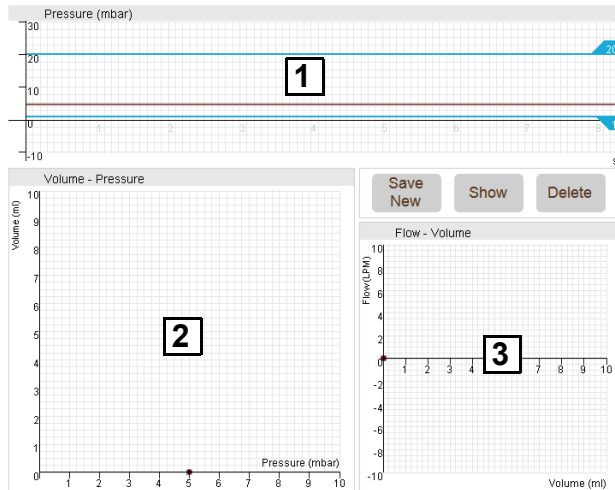 Pressure (mbar)
30
20
20
1
10
0
1 2 3 4 5 6 7 8
1
-10
s
Volume - Pressure
Save New
Show
Delete
Flow - Volume
Volume (ml)
10
9
8
7
6
5
4
3
2
1
0
2
Pressure (mbar)
1 2 3 4 5 6 7 8 9 10
Flow (LPM)
10
8
6
4
2
0
-2
-4
-6
-8
-10
3
1 2 3 4 7 8 9 10
Volume (ml)